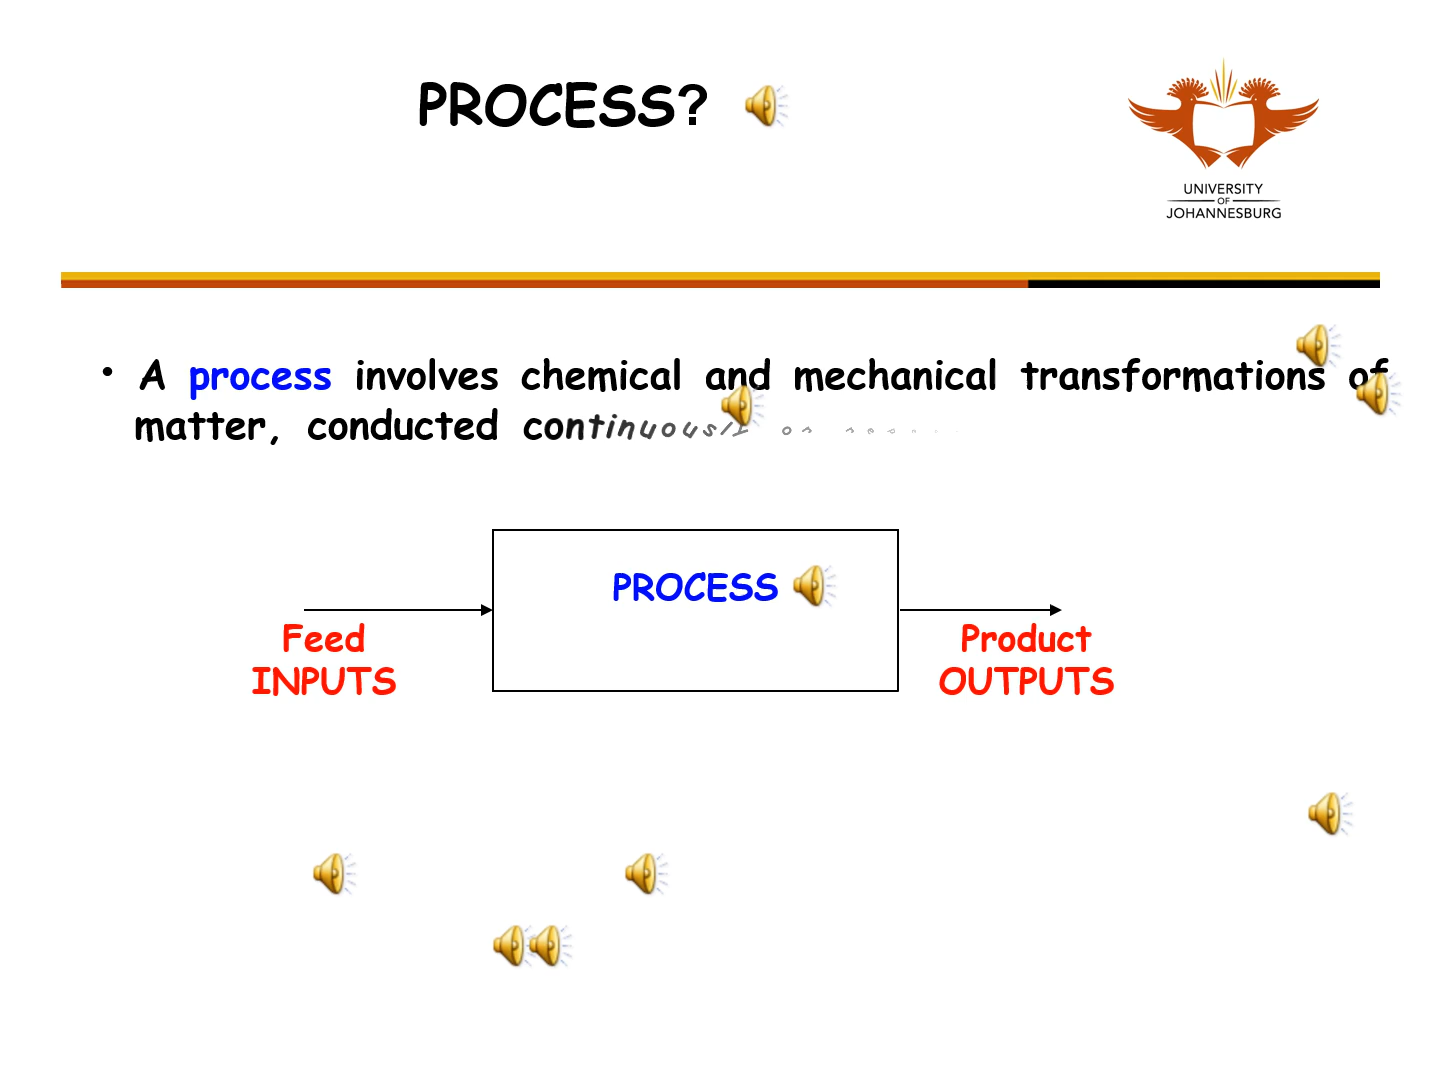 PROCESS?
UNIVERSITY
OF
JOHANNESBURG
• A process involves chemical and mechanical transformations of
matter, conducted continuously or
PROCESS
Feed
INPUTS
Product
OUTPUTS